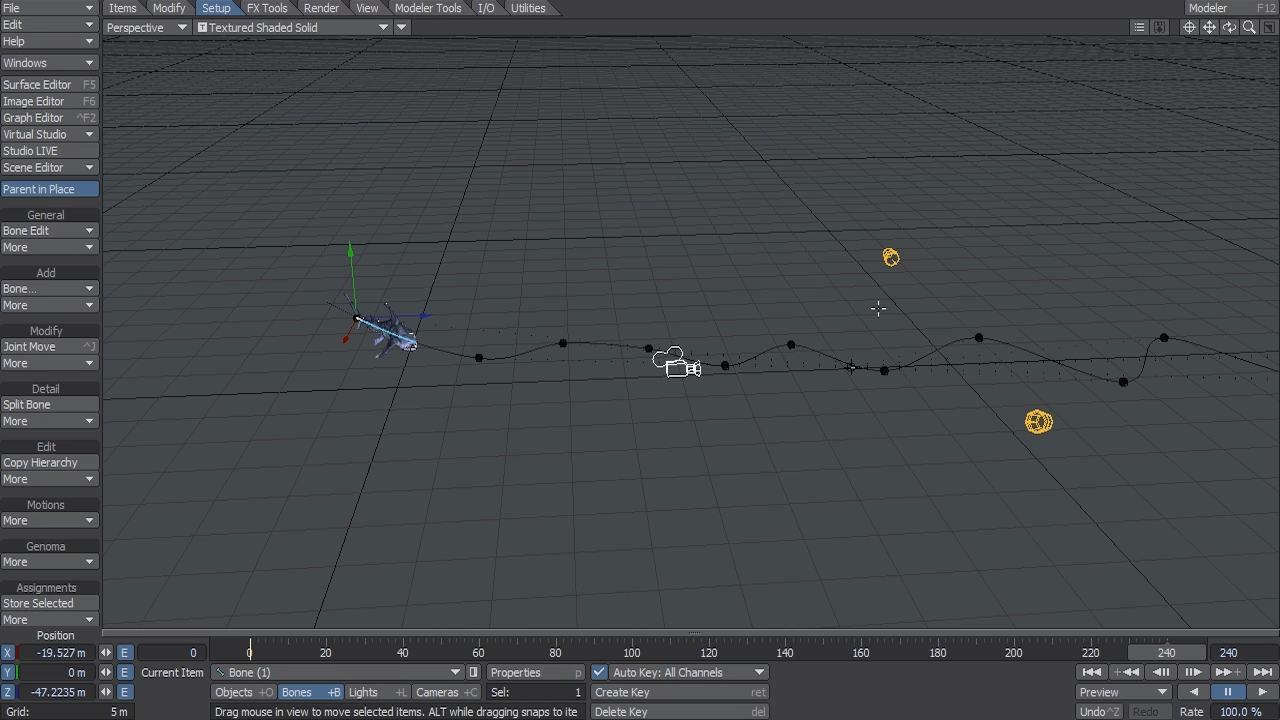 File Items Modify Setup FX Tools Render View Modeler Tools I/O Utilities Modeler F12
Edit Perspective T Textured Shaded Solid
Help
Windows
Surface Editor F5
Image Editor F6
Graph Editor ^F2
Virtual Studio
Studio LIVE
Scene Editor
Parent in Place
General
Bone Edit
More
Add
Bone...
More
Modify
Joint Move ^J
More
Detail
Split Bone
More
Edit
Copy Hierarchy
More
Motions
More
Genoma
More
Assignments
Store Selected
More
Position
X -19.527 m E 0 0 20 40 60 80 100 120 140 160 180 200 220 240 240
Y 0 m E Current Item Bone (1) Properties p Auto Key: All Channels
Z -47.2235 m E Objects +O Bones +B Lights +L Cameras +C Sel: 1 Create Key ret Preview
Grid: 5 m Drag mouse in view to move selected items. ALT while dragging snaps to ite Delete Key del Undo ^Z Redo Rate 100.0 %